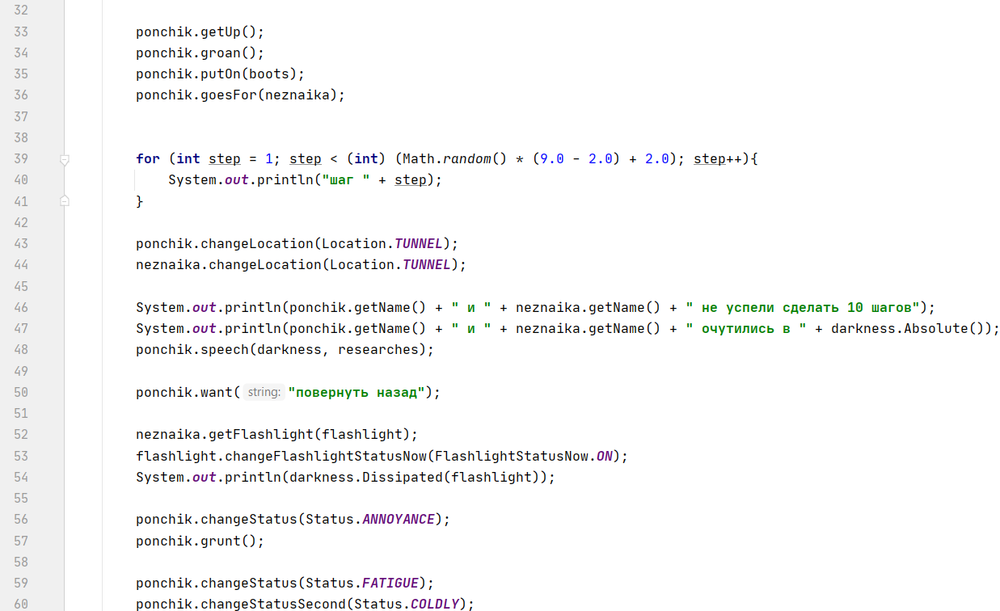 32
33 ponchik.getUp();
34 ponchik.groan();
35 ponchik.putOn(boots);
36 ponchik.goesFor(neznaika);
37
38
39 for (int step = 1; step < (int) (Math.random() * (9.0 - 2.0) + 2.0); step++){
40 System.out.println("шаг " + step);
41 }
42
43 ponchik.changeLocation(Location.TUNNEL);
44 neznaika.changeLocation(Location.TUNNEL);
45
46 System.out.println(ponchik.getName() + " и " + neznaika.getName() + " не успели сделать 10 шагов");
47 System.out.println(ponchik.getName() + " и " + neznaika.getName() + " очутились в " + darkness.Absolute());
48 ponchik.speech(darkness, researches);
49
50 ponchik.want( string: "повернуть назад");
51
52 neznaika.getFlashlight(flashlight);
53 flashlight.changeFlashlightStatusNow(FlashlightStatusNow.ON);
54 System.out.println(darkness.Dissipated(flashlight));
55
56 ponchik.changeStatus(Status.ANNOYANCE);
57 ponchik.grunt();
58
59 ponchik.changeStatus(Status.FATIGUE);
60 ponchik.changeStatusSecond(Status.COLDLY);